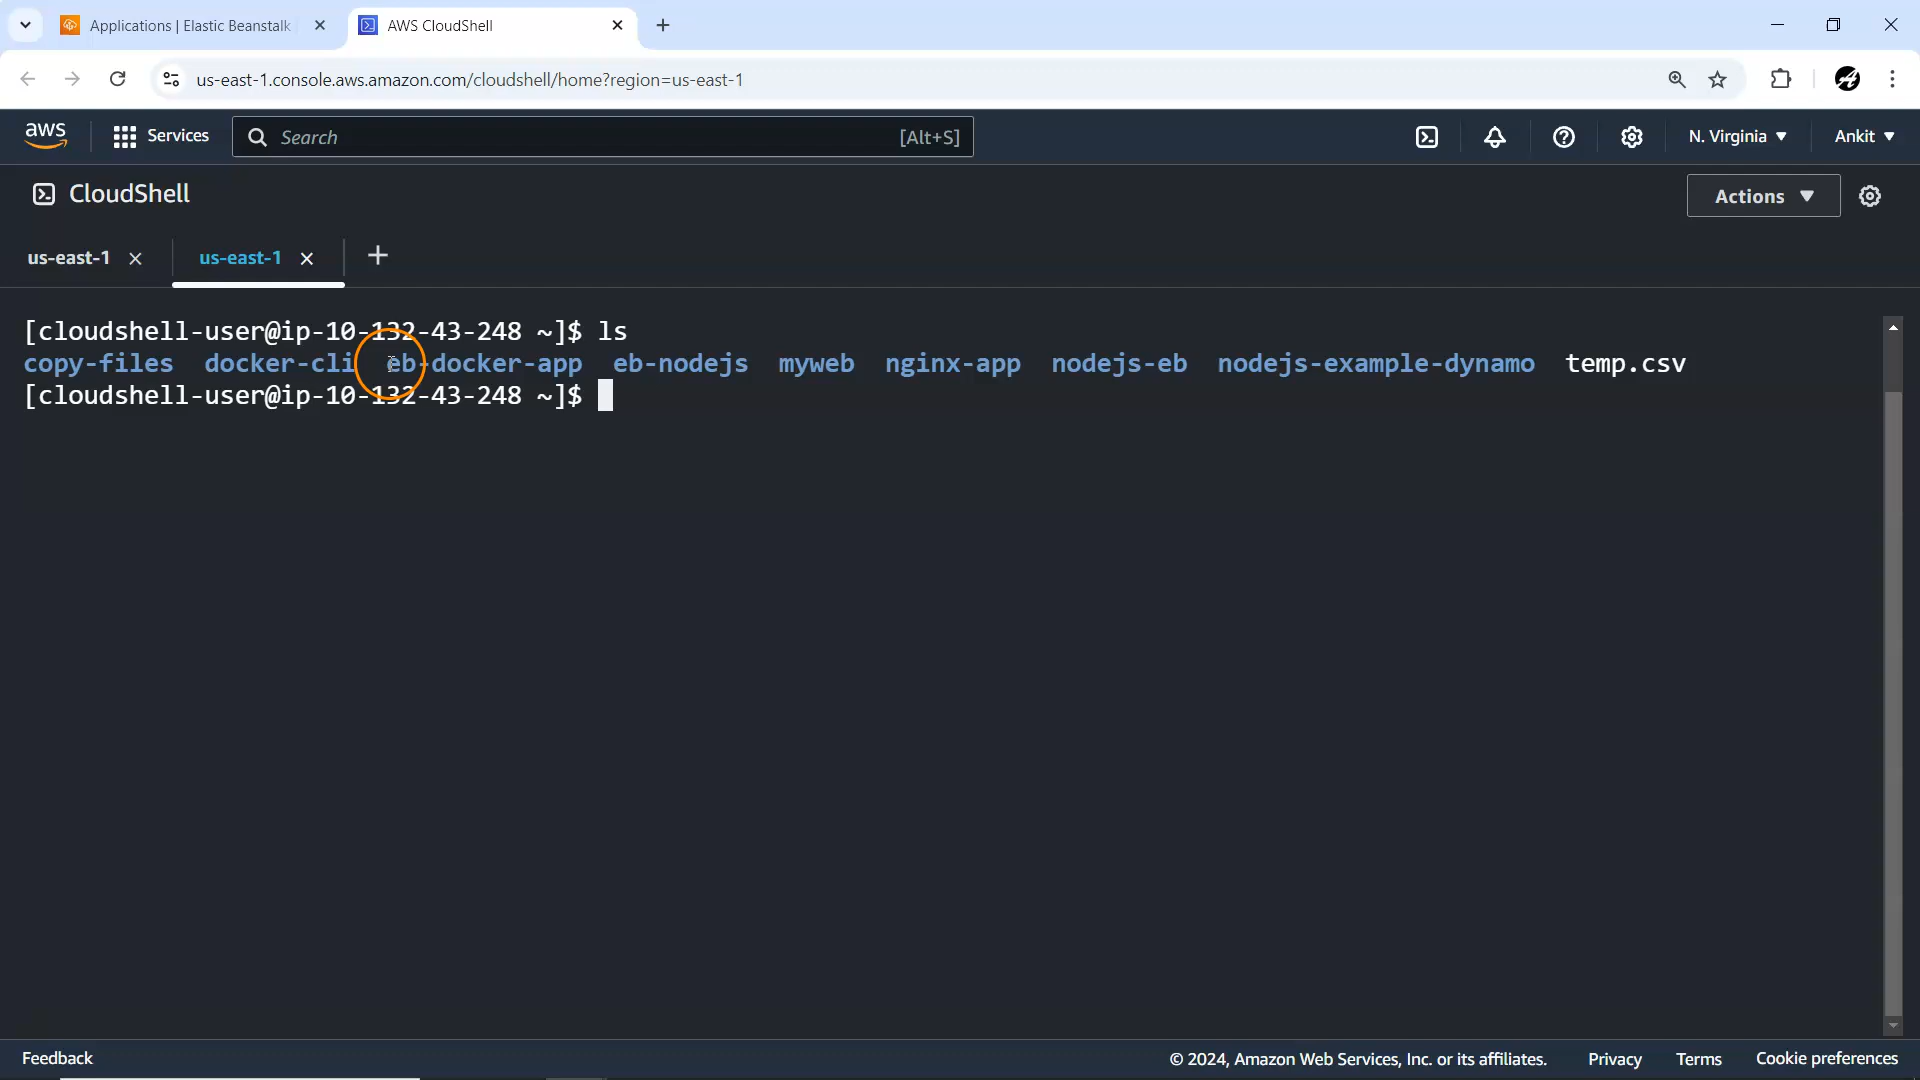 Applications | Elastic Beanstalk
AWS CloudShell
us-east-1.console.aws.amazon.com/cloudshell/home?region=us-east-1
aws
Services
Search
[Alt+S]
N. Virginia
Ankit
CloudShell
Actions
us-east-1
us-east-1
[cloudshell-user@ip-10-132-43-248 ~]$ ls
copy-files docker-cli eb-docker-app eb-nodejs myweb nginx-app nodejs-eb nodejs-example-dynamo temp.csv
[cloudshell-user@ip-10-132-43-248 ~]$
Feedback
© 2024, Amazon Web Services, Inc. or its affiliates. Privacy Terms Cookie preferences